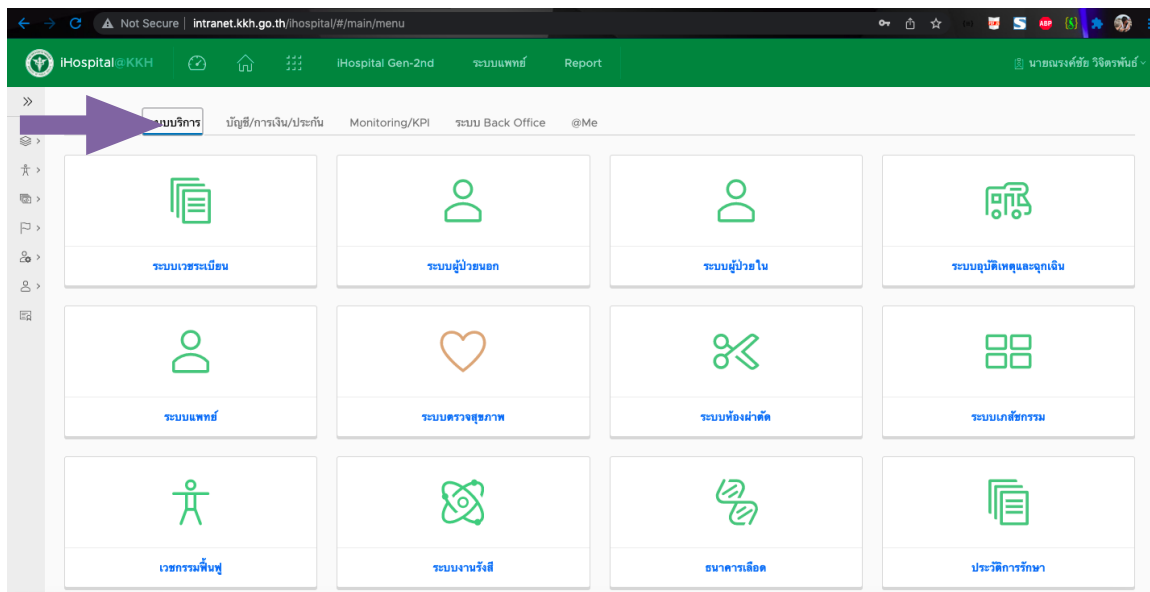 Not Secure | intranet.kkh.go.th/ihospital/#/main/menu
iHospital@KKH iHospital Gen-2nd ระบบแพทย์ Report นายณรงค์ชัย วิจิตรพันธ์
บัญชี/การเงิน/ประกัน Monitoring/KPI ระบบ Back Office @Me
ระบบเวชระเบียน ระบบผู้ป่วยนอก ระบบผู้ป่วยใน ระบบอุบัติเหตุและฉุกเฉิน
ระบบแพทย์ ระบบตรวจสุขภาพ ระบบห้องผ่าตัด ระบบเภสัชกรรม
เวชกรรมฟื้นฟู ระบบงานรังสี ธนาคารเลือด ประวัติการรักษา